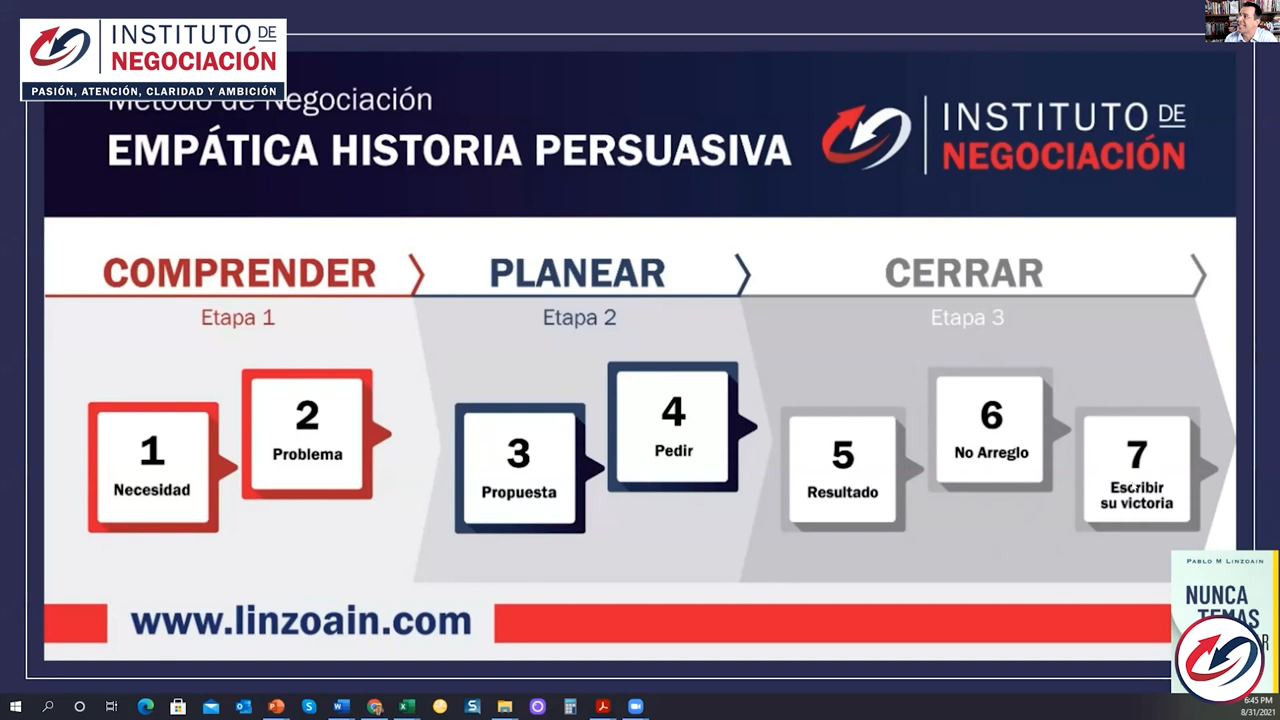 INSTITUTO DE
NEGOCIACIÓN
PASIÓN, ATENCIÓN, CLARIDAD Y AMBICIÓN
Método de Negociación
EMPÁTICA HISTORIA PERSUASIVA
INSTITUTO DE
NEGOCIACIÓN
COMPRENDER
PLANEAR
CERRAR
Etapa 1
Etapa 2
Etapa 3
1
Necesidad
2
Problema
3
Propuesta
4
Pedir
5
Resultado
6
No Arreglo
7
Escribir
su victoria
www.linzoain.com
PABLO M LINZOAIN
NUNCA
TEMAS
6:45 PM
8/31/2021